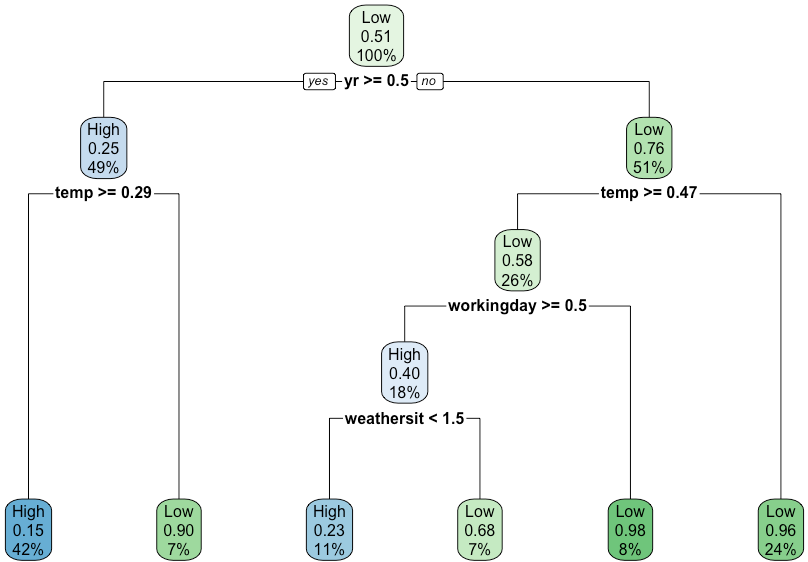 Low
0.51
100%
yes yr >= 0.5 no
High
0.25
49%
Low
0.76
51%
temp >= 0.29
temp >= 0.47
Low
0.58
26%
workingday >= 0.5
High
0.40
18%
weathersit < 1.5
High
0.15
42%
Low
0.90
7%
High
0.23
11%
Low
0.68
7%
Low
0.98
8%
Low
0.96
24%